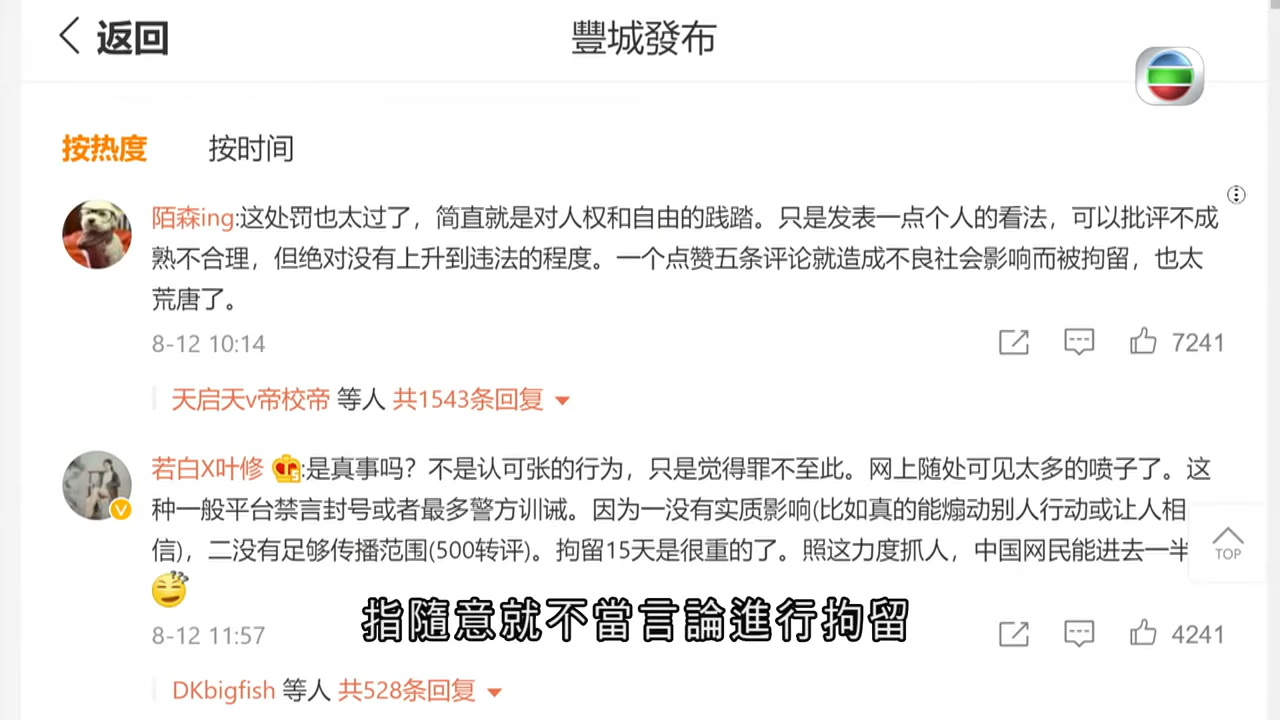 返回
豐城發布
按热度 按时间
陌森ing:这处罚也太过了，简直就是对人权和自由的践踏。只是发表一点个人的看法，可以批评不成
熟不合理，但绝对没有上升到违法的程度。一个点赞五条评论就造成不良社会影响而被拘留，也太
荒唐了。
8-12 10:14 7241
天启天v帝校帝 等人 共1543条回复
若白X叶修 :是真事吗？不是认可张的行为，只是觉得罪不至此。网上随处可见太多的喷子了。这
种一般平台禁言封号或者最多警方训诫。因为一没有实质影响(比如真的能煽动别人行动或让人相
信)，二没有足够传播范围(500转评)。拘留15天是很重的了。照这力度抓人，中国网民能进去一半
TOP
指隨意就不當言論進行拘留
8-12 11:57 4241
DKbigfish 等人 共528条回复